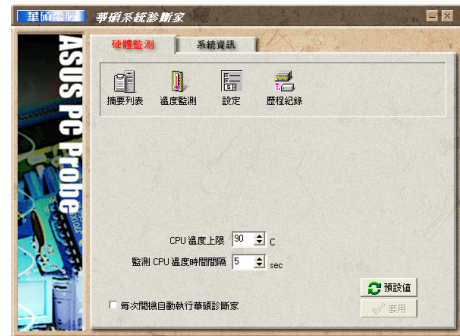 華碩電腦 華碩系統診斷家
ASUS PC Probe
硬體監測 系統資訊
摘要列表 溫度監測 設定 歷程紀錄
CPU 溫度上限 90 C
監測 CPU 溫度時間間隔 5 sec
預設值
每次開機自動執行華碩診斷家
套用